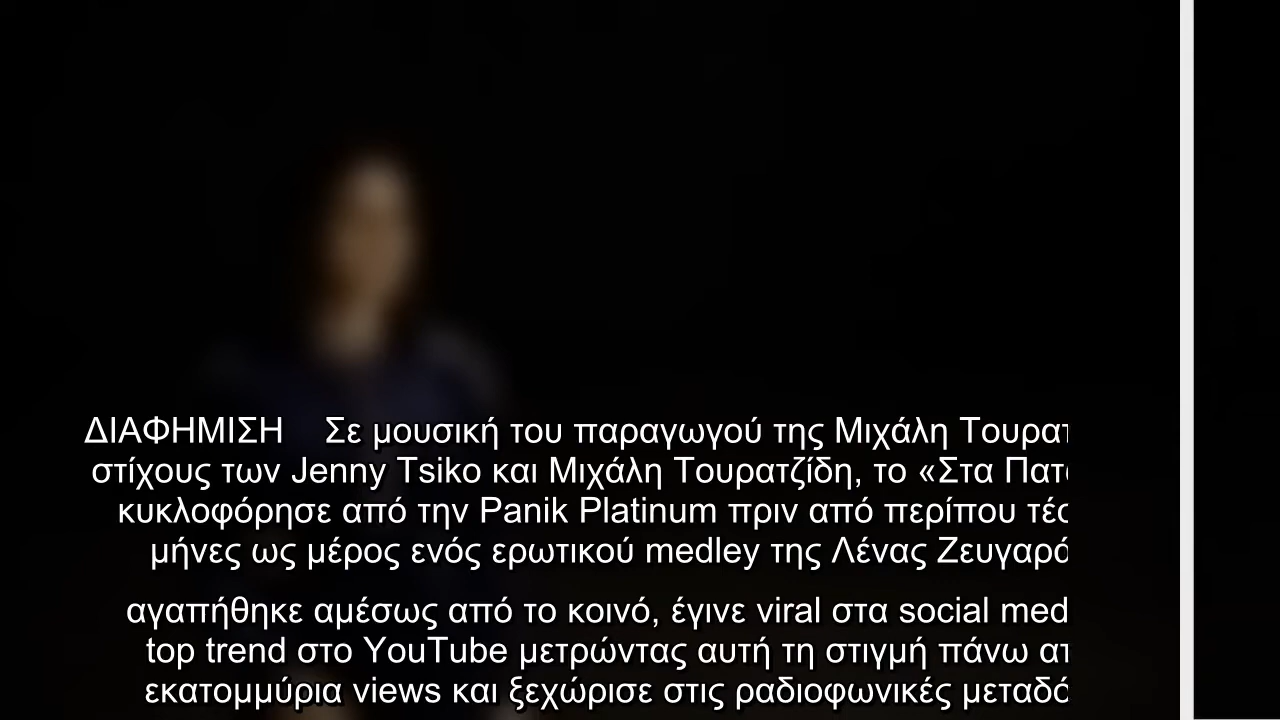 ΔΙΑΦΗΜΙΣΗ Σε μουσική του παραγωγού της Μιχάλη
στίχους των Jenny Tsiko και Μιχάλη Τουρατζίδη, το «Στα
κυκλοφόρησε από την Panik Platinum πριν από περίπου
μήνες ως μέρος ενός ερωτικού medley της Λένας
αγαπήθηκε αμέσως από το κοινό, έγινε viral στα social
top trend στο YouTube μετρώντας αυτή τη στιγμή πάνω
εκατομμύρια views και ξεχώρισε στις ραδιοφωνικές